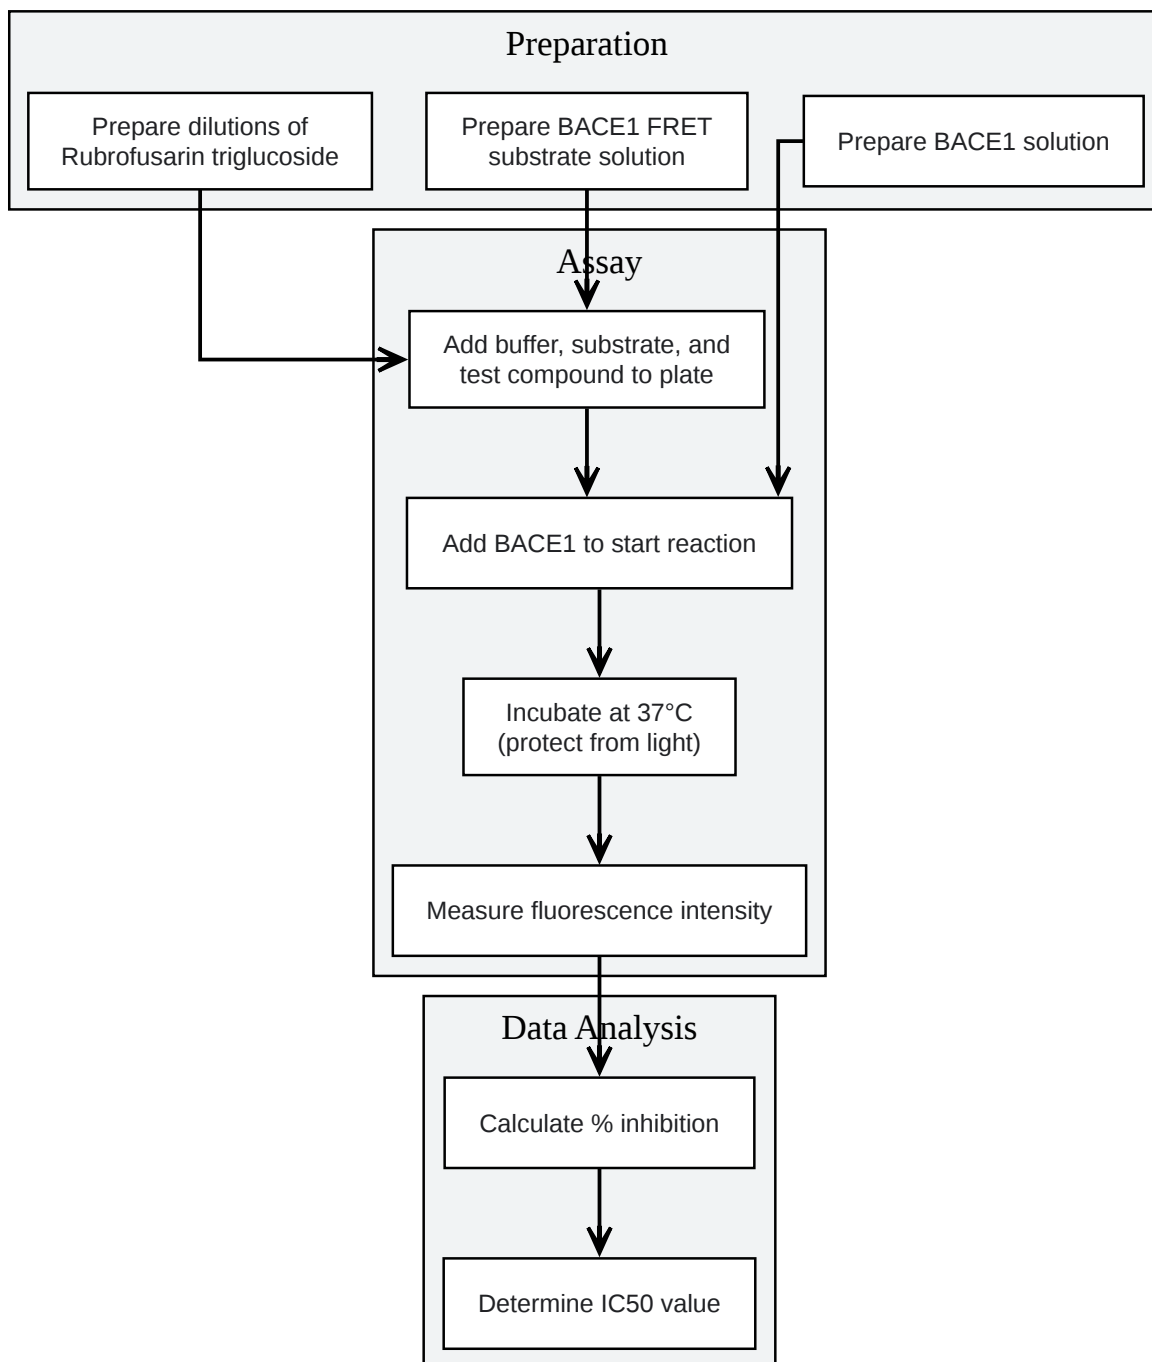 Preparation
Prepare dilutions of
Rubrofusarin triglucoside
Prepare BACE1 FRET
substrate solution
Prepare BACE1 solution
Assay
Add buffer, substrate, and
test compound to plate
Add BACE1 to start reaction
Incubate at 37°C
(protect from light)
Measure fluorescence intensity
Data Analysis
Calculate % inhibition
Determine IC50 value